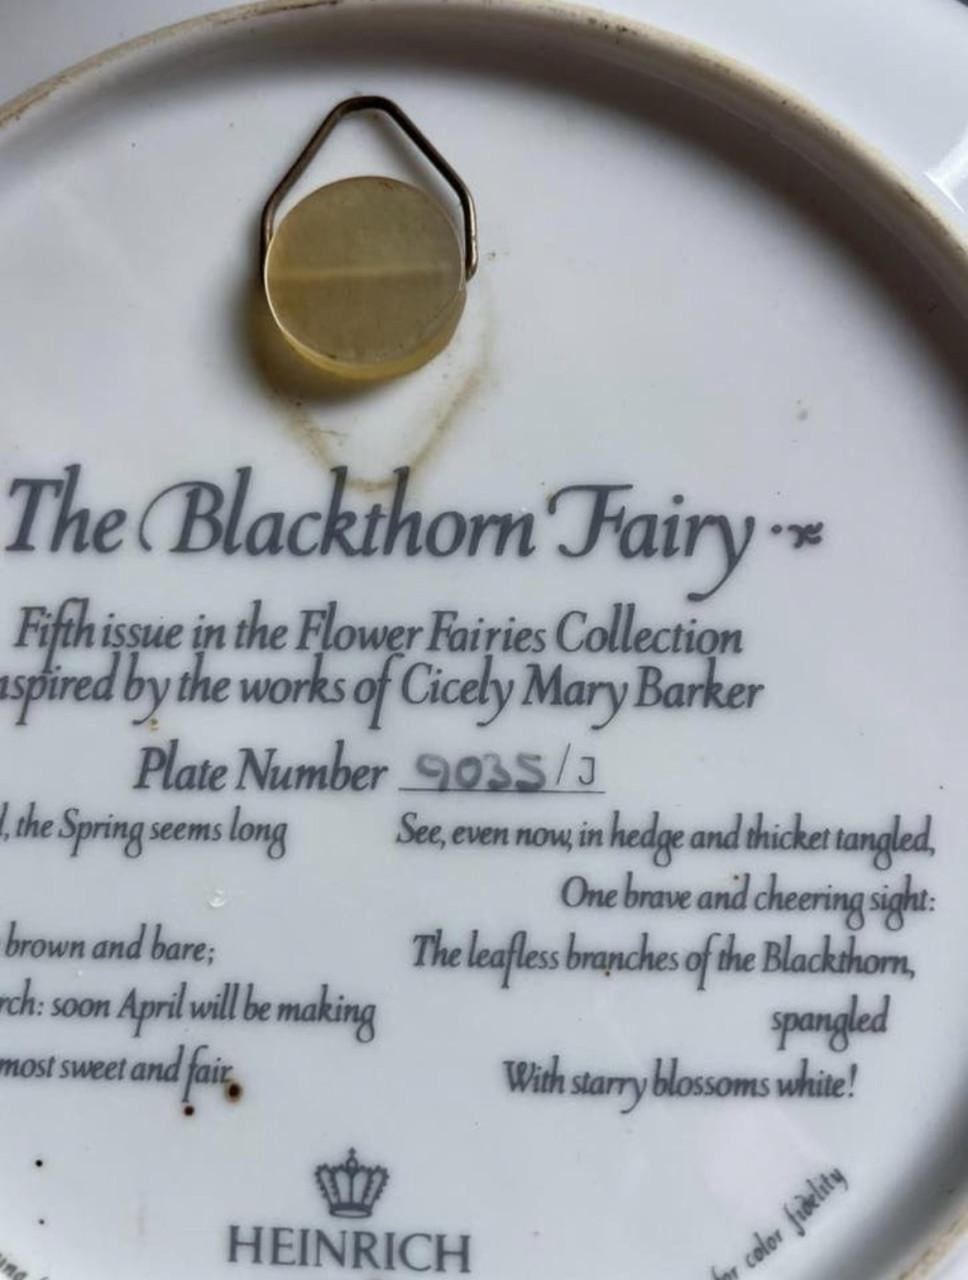 The Blackthorn Fairy
Fifth issue in the Flower Fairies Collection
nspired by the works of Cicely Mary Barker
Plate Number 9035/J
, the Spring seems long
brown and bare;
rch: soon April will be making
most sweet and fair.
See, even now, in hedge and thicket tangled,
One brave and cheering sight:
The leafless branches of the Blackthorn,
spangled
With starry blossoms white!
HEINRICH
for color fidelity